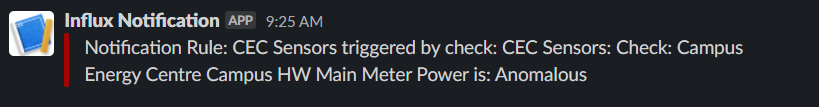 Influx Notification APP 9:25 AM
Notification Rule: CEC Sensors triggered by check: CEC Sensors: Check: Campus
Energy Centre Campus HW Main Meter Power is: Anomalous